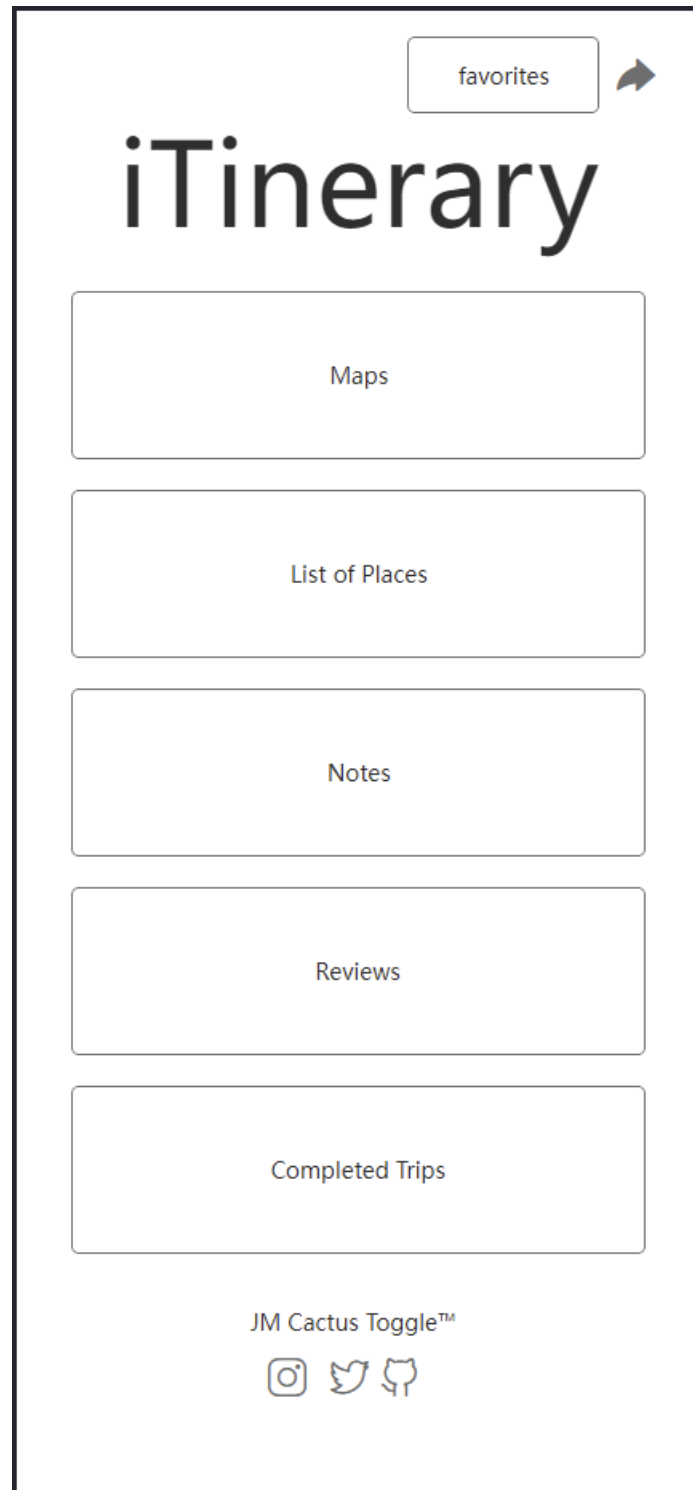 favorites
iTinerary
Maps
List of Places
Notes
Reviews
Completed Trips
JM Cactus Toggle™